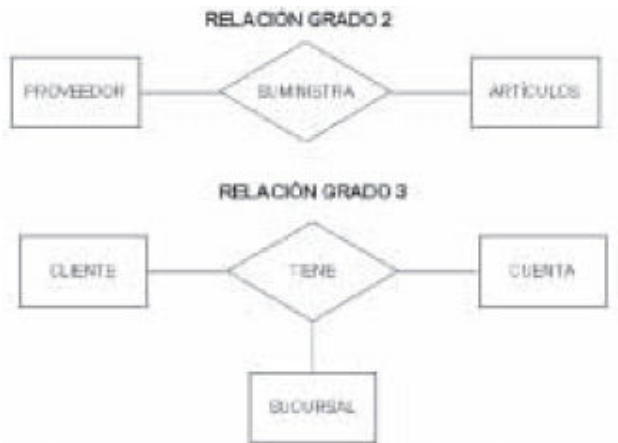 RELACIÓN GRADO 2
PROVEEDOR SUMINISTRA ARTÍCULOS
RELACIÓN GRADO 3
CLIENTE TIENE CUENTA
SUCURSAL